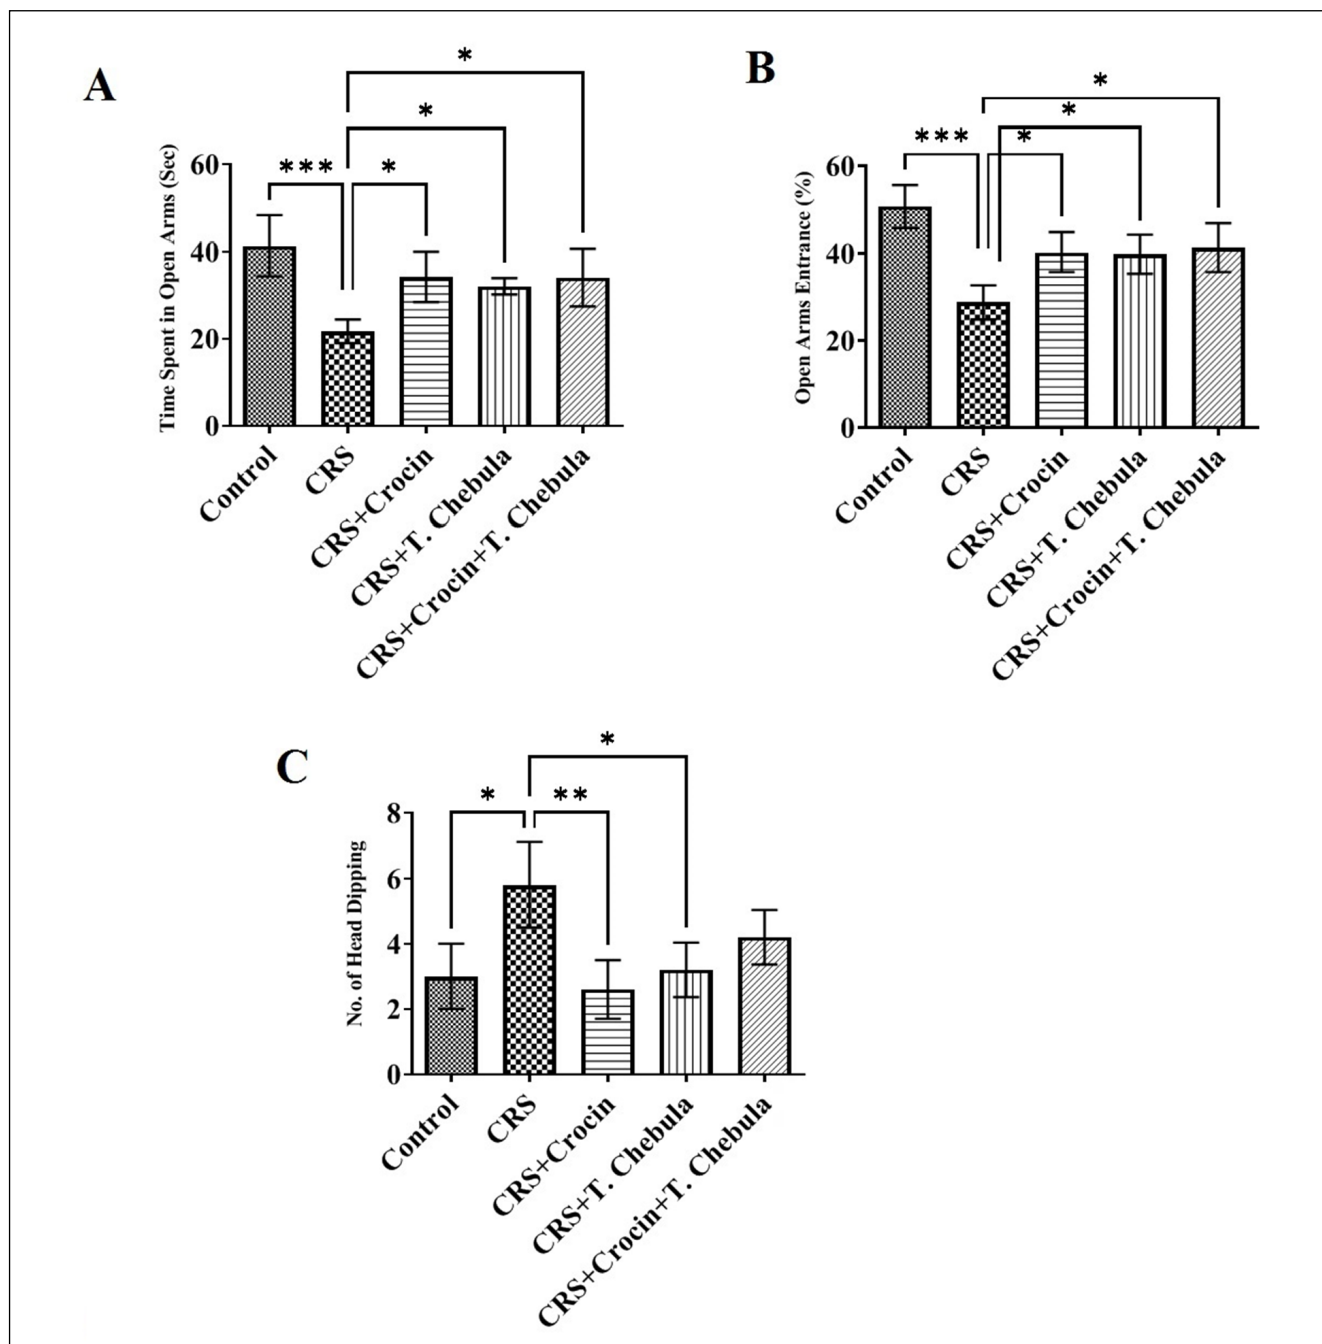 A
*
*
***
*
Time Spent in Open Arms (Sec)
60
40
20
0
Control
CRS
CRS+Crocin
CRS+T. Chebula
CRS+Crocin+T. Chebula
B
*
*
***
*
Open Arms Entrance (%)
60
40
20
0
Control
CRS
CRS+Crocin
CRS+T. Chebula
CRS+Crocin+T. Chebula
C
*
*
**
No. of Head Dipping
8
6
4
2
0
Control
CRS
CRS+Crocin
CRS+T. Chebula
CRS+Crocin+T. Chebula